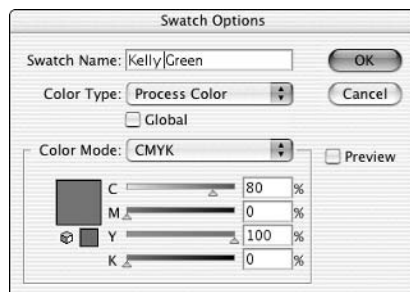 Swatch Options
Swatch Name: Kelly Green
OK
Color Type: Process Color
Cancel
Global
Color Mode: CMYK
Preview
C 80 %
M 0 %
Y 100 %
K 0 %